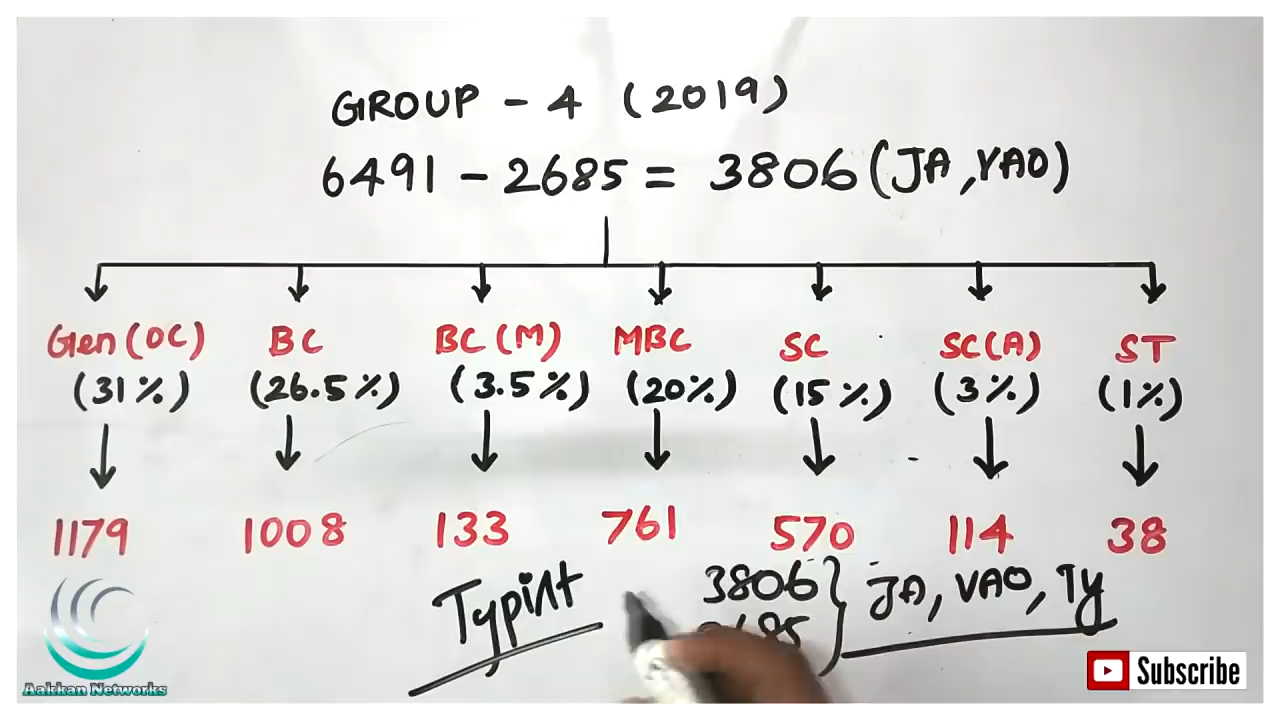 GROUP - 4 (2019)
6491 - 2685 = 3806 (JA, VAO)
Gen(OC) BC BC(M) MBC SC SC(A) ST
(31%) (26.5%) (3.5%) (20%) (15%) (3%) (1%)
1179 1008 133 761 570 114 38
Typist 3806 } JA, VAO, Ty
Aakkan Networks
Subscribe